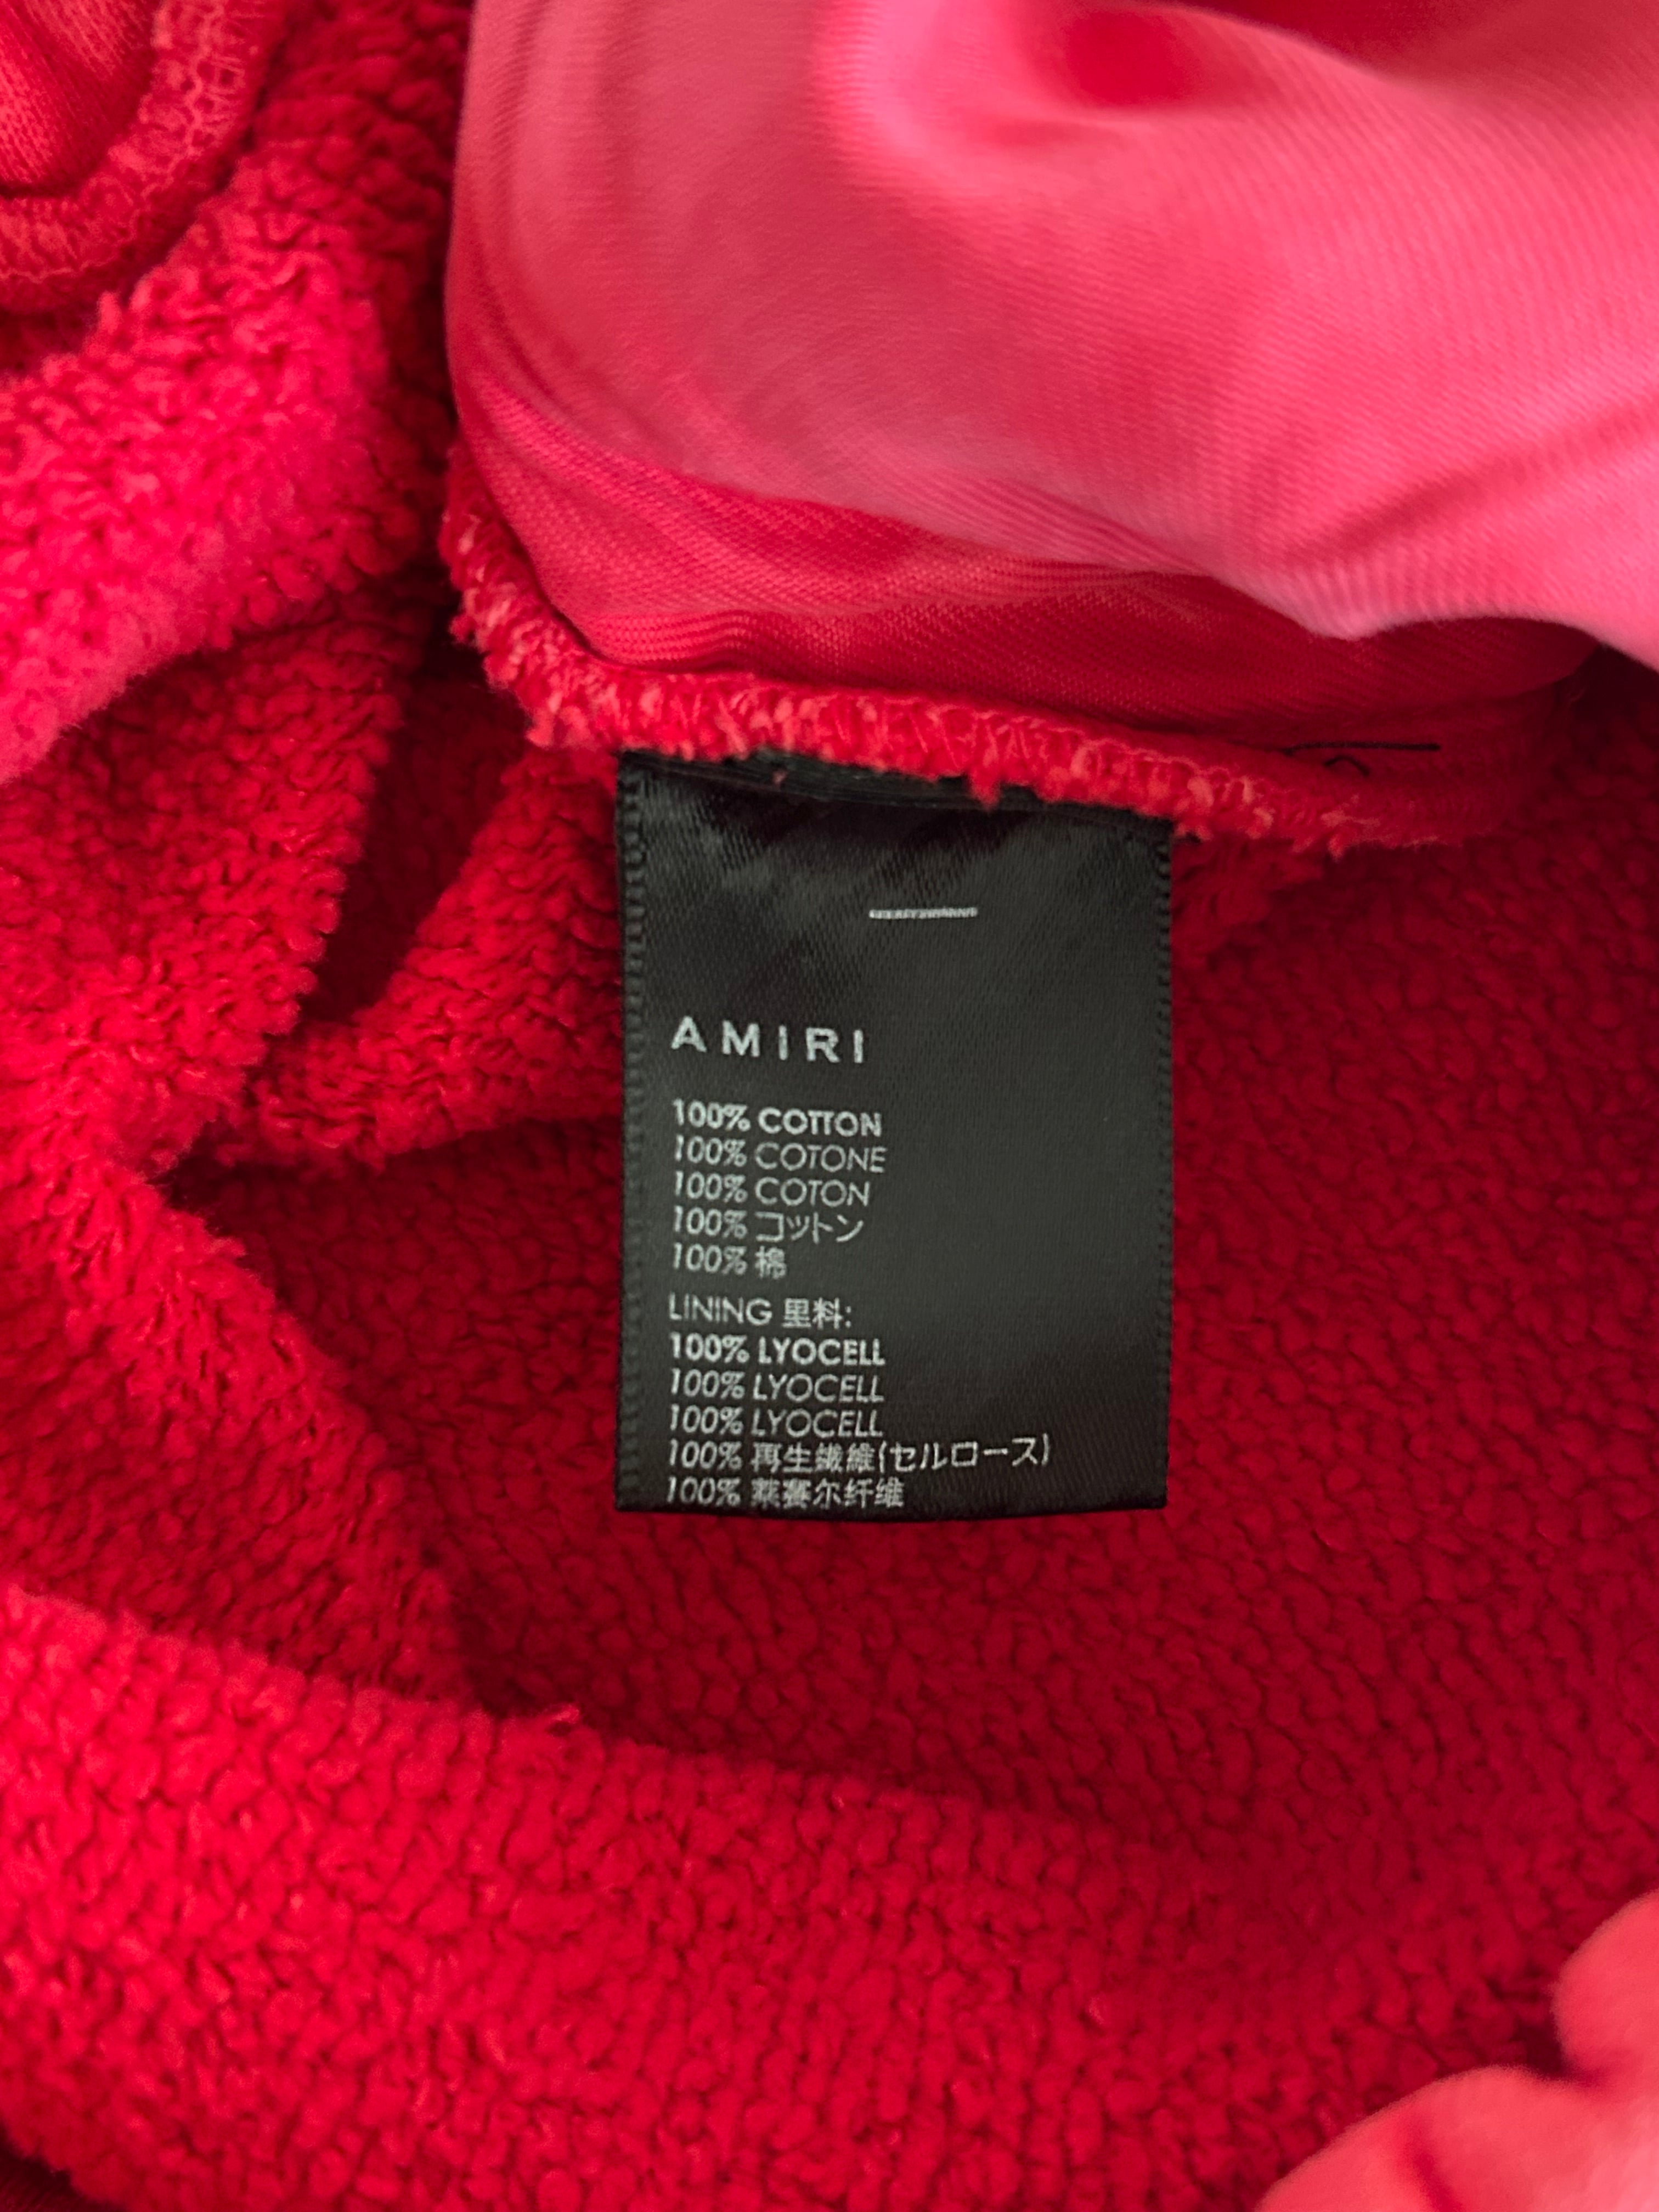 AMIRI
100% COTTON
100% COTONE
100% COTON
100% コットン
100% 棉
LINING 里料:
100% LYOCELL
100% LYOCELL
100% LYOCELL
100% 再生繊維(セルロース)
100% 莱赛尔纤维